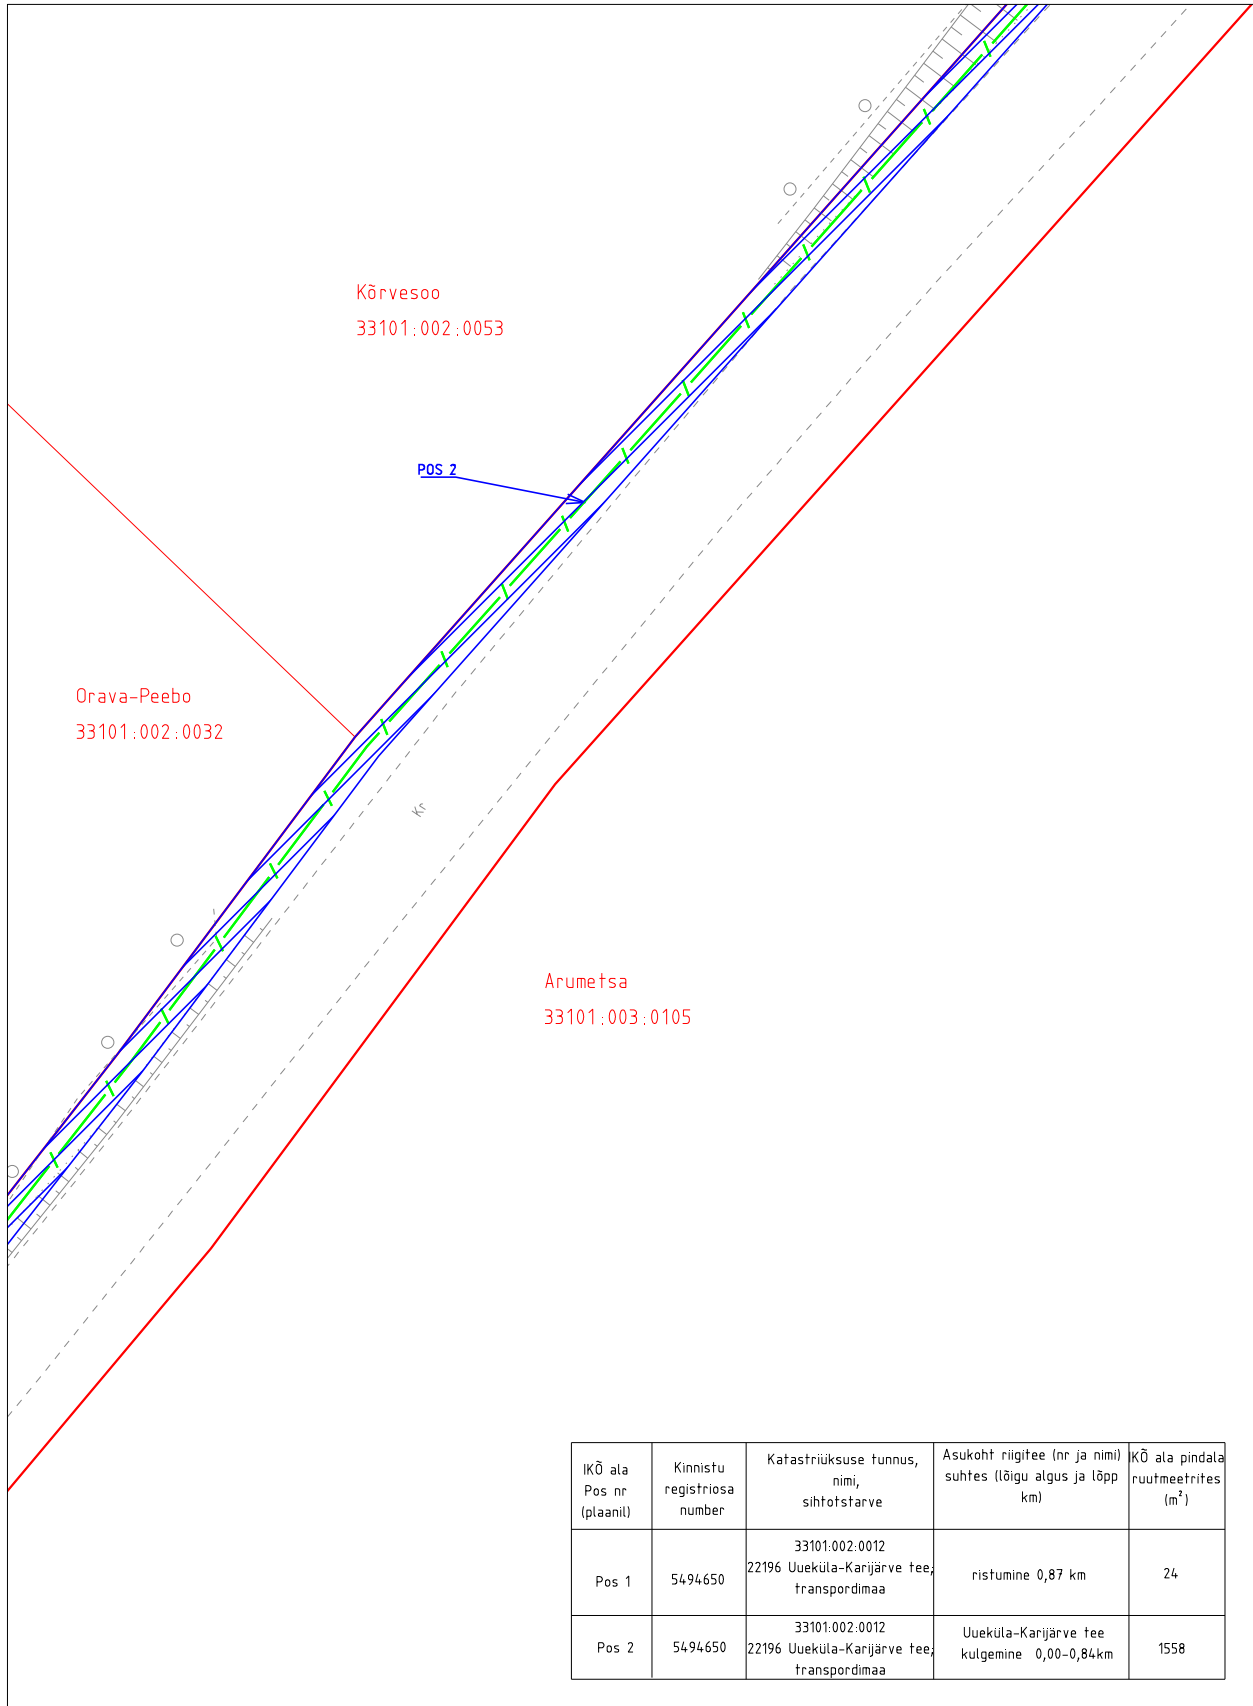 Kõrvesoo
33101:002:0053
POS 2
Orava-Peebo
33101:002:0032
Kr
Arumetsa
33101:003:0105
IKÕ ala
Pos nr
(plaanil)
Kinnistu
registriosa
number
Katastriüksuse tunnus,
nimi,
sihtotstarve
Asukoht riigitee (nr ja nimi)
suhtes (lõigu algus ja lõpp
km)
IKÕ ala pindala
ruutmeetrites
(m²)
Pos 1
5494650
33101:002:0012
22196 Uueküla-Karijärve tee;
transpordimaa
ristumine 0,87 km
24
Pos 2
5494650
33101:002:0012
22196 Uueküla-Karijärve tee;
transpordimaa
Uueküla-Karijärve tee
kulgemine 0,00-0,84km
1558